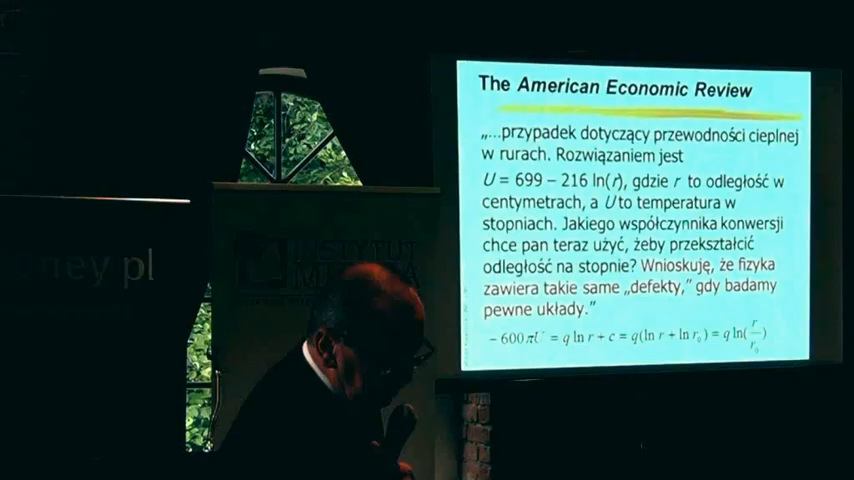 The American Economic Review
„...przypadek dotyczący przewodności cieplnej
w rurach. Rozwiązaniem jest
U = 699 – 216 ln(r), gdzie r to odległość w
centymetrach, a U to temperatura w
stopniach. Jakiego współczynnika konwersji
chce pan teraz użyć, żeby przekształcić
odległość na stopnie? Wnioskuję, że fizyka
zawiera takie same „defekty,” gdy badamy
pewne układy.”
– 600πU = q ln r + c = q(ln r + ln r₀) = q ln(r/r₀)
ney.pl
INSTYTUT